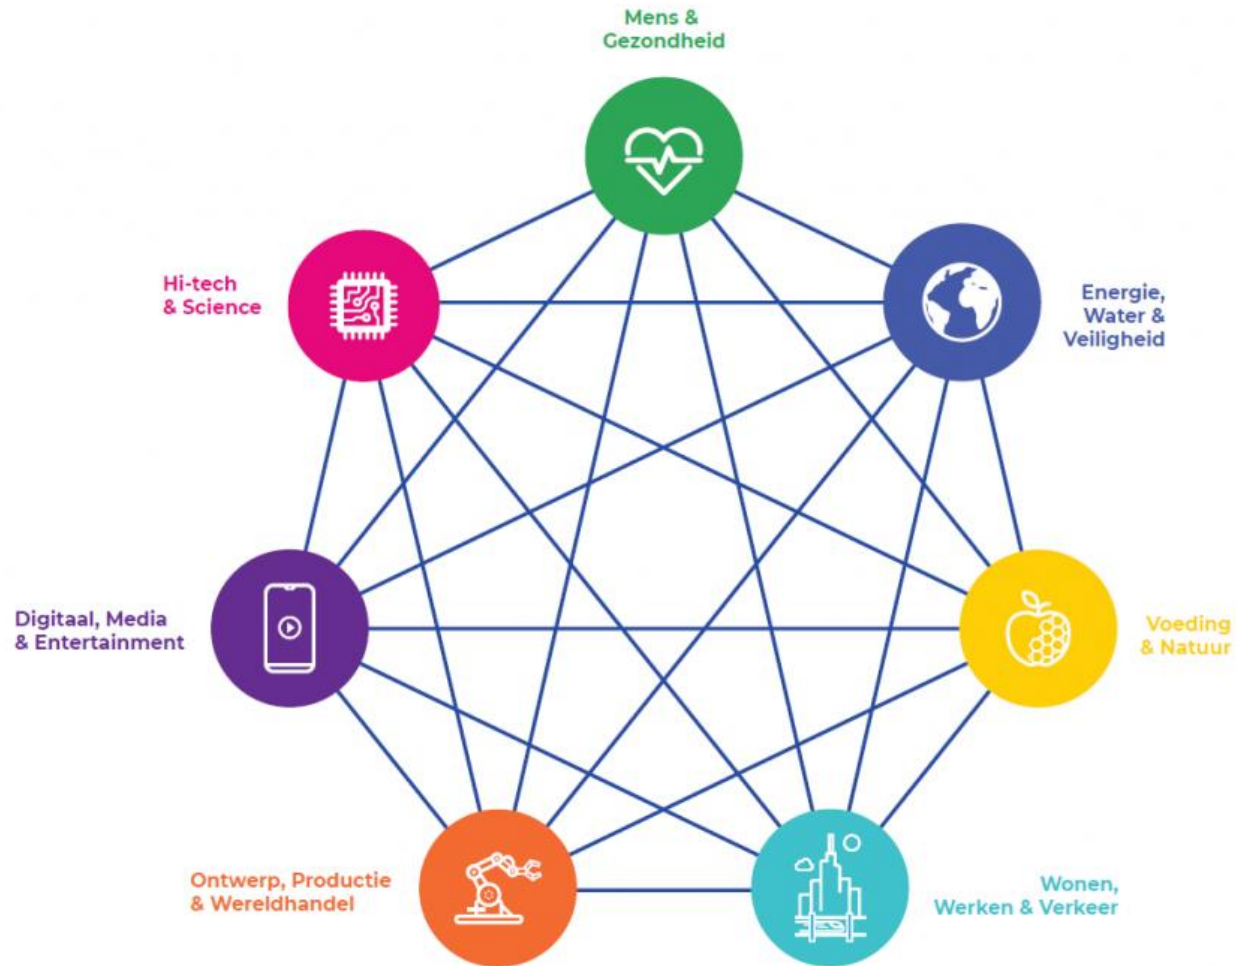 Mens &
Gezondheid
Hi-tech
& Science
Energie,
Water &
Veiligheid
Digitaal, Media
& Entertainment
Voeding
& Natuur
Ontwerp, Productie
& Wereldhandel
Wonen,
Werken & Verkeer